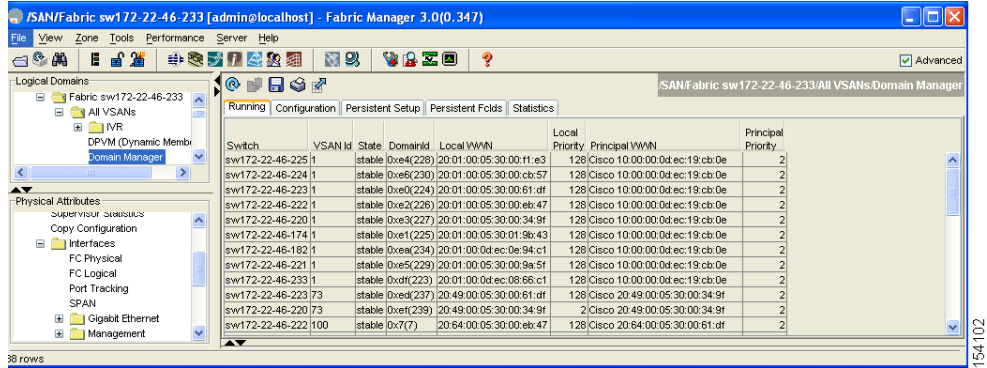 /SAN/Fabric sw172-22-46-233 [admin@localhost] - Fabric Manager 3.0(0.347)
File View Zone Tools Performance Server Help
Advanced
Logical Domains
Fabric sw172-22-46-233
All VSANs
IVR
DPVM (Dynamic Membe
Domain Manager
/SAN/Fabric sw172-22-46-233/All VSANs/Domain Manager
Running Configuration Persistent Setup Persistent FcIds Statistics
Switch VSAN Id State DomainId Local WWN Local Priority Principal WWN Principal Priority
sw172-22-46-225 1 stable 0xe4(228) 20:01:00:05:30:00:f1:e3 128 Cisco 10:00:00:0d:ec:19:cb:0e 2
sw172-22-46-224 1 stable 0xe6(230) 20:01:00:05:30:00:cb:57 128 Cisco 10:00:00:0d:ec:19:cb:0e 2
sw172-22-46-223 1 stable 0xe0(224) 20:01:00:05:30:00:61:df 128 Cisco 10:00:00:0d:ec:19:cb:0e 2
sw172-22-46-222 1 stable 0xe2(226) 20:01:00:05:30:00:eb:47 128 Cisco 10:00:00:0d:ec:19:cb:0e 2
sw172-22-46-220 1 stable 0xe3(227) 20:01:00:05:30:00:34:9f 128 Cisco 10:00:00:0d:ec:19:cb:0e 2
sw172-22-46-174 1 stable 0xe1(225) 20:01:00:05:30:01:9b:43 128 Cisco 10:00:00:0d:ec:19:cb:0e 2
sw172-22-46-182 1 stable 0xea(234) 20:01:00:0d:ec:0e:94:c1 128 Cisco 10:00:00:0d:ec:19:cb:0e 2
sw172-22-46-221 1 stable 0xe5(229) 20:01:00:05:30:00:9a:5f 128 Cisco 10:00:00:0d:ec:19:cb:0e 2
sw172-22-46-233 1 stable 0xdf(223) 20:01:00:0d:ec:08:66:c1 128 Cisco 10:00:00:0d:ec:19:cb:0e 2
sw172-22-46-223 73 stable 0xed(237) 20:49:00:05:30:00:61:df 128 Cisco 20:49:00:05:30:00:34:9f 2
sw172-22-46-220 73 stable 0xef(239) 20:49:00:05:30:00:34:9f 2 Cisco 20:49:00:05:30:00:34:9f 2
sw172-22-46-222 100 stable 0x7(7) 20:64:00:05:30:00:eb:47 128 Cisco 20:64:00:05:30:00:61:df 2
Physical Attributes
Supervisor Statistics
Copy Configuration
Interfaces
FC Physical
FC Logical
Port Tracking
SPAN
Gigabit Ethernet
Management
38 rows
154102